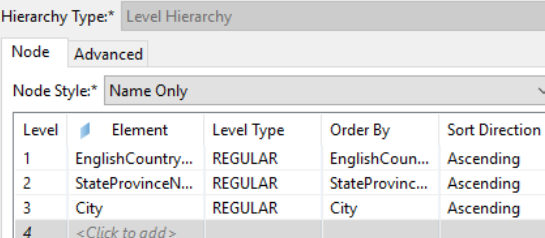 Hierarchy Type:* Level Hierarchy
Node Advanced
Node Style:* Name Only
Level Element Level Type Order By Sort Direction
1 EnglishCountry... REGULAR EnglishCoun... Ascending
2 StateProvinceN... REGULAR StateProvinc... Ascending
3 City REGULAR City Ascending
4 <Click to add>